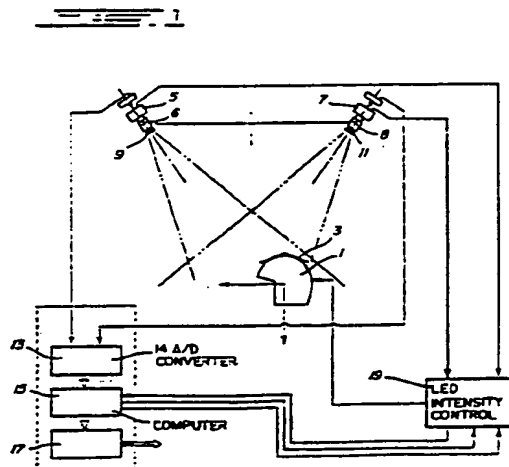 1
5
6
7
8
9
11
3
1
1
13
14 A/D
CONVERTER
15
COMPUTER
17
19
LED
INTENSITY
CONTROL